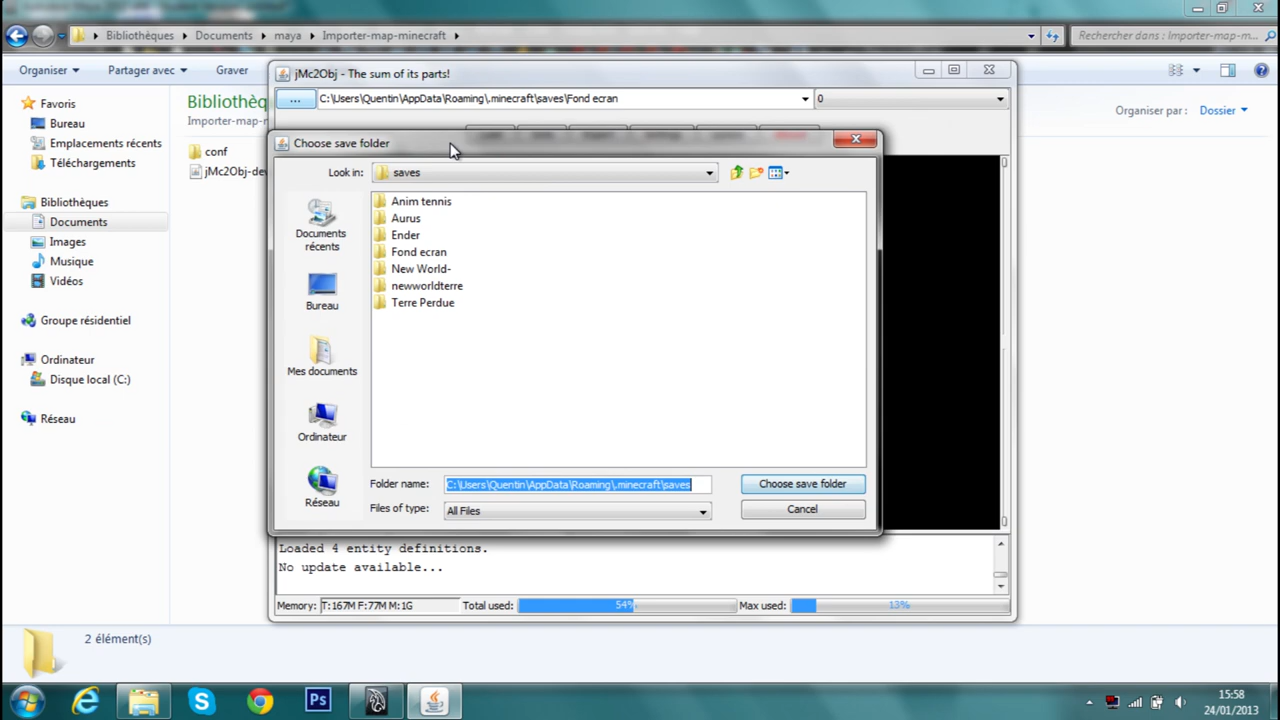 Bibliothèques
Documents
maya
Importer-map-minecraft
Rechercher dans : Importer-map-m...
Organiser
Partager avec
Graver
jMc2Obj - The sum of its parts!
...
C:\Users\Quentin\AppData\Roaming\.minecraft\saves\Fond ecran
0
Favoris
Bureau
Emplacements récents
Téléchargements
Bibliothèques
Documents
Images
Musique
Vidéos
Groupe résidentiel
Ordinateur
Disque local (C:)
Réseau
Bibliothèq
Importer-map-m
Organiser par :
Dossier
conf
jMc2Obj-dev
Choose save folder
Look in:
saves
Documents
récents
Bureau
Mes documents
Ordinateur
Réseau
Anim tennis
Aurus
Ender
Fond ecran
New World-
newworldterre
Terre Perdue
Folder name:
C:\Users\Quentin\AppData\Roaming\.minecraft\saves
Choose save folder
Files of type:
All Files
Cancel
Loaded 4 entity definitions.
No update available...
Memory:
T:167M F:77M M:1G
Total used:
54%
Max used:
13%
2 élément(s)
Ps
15:58
24/01/2013